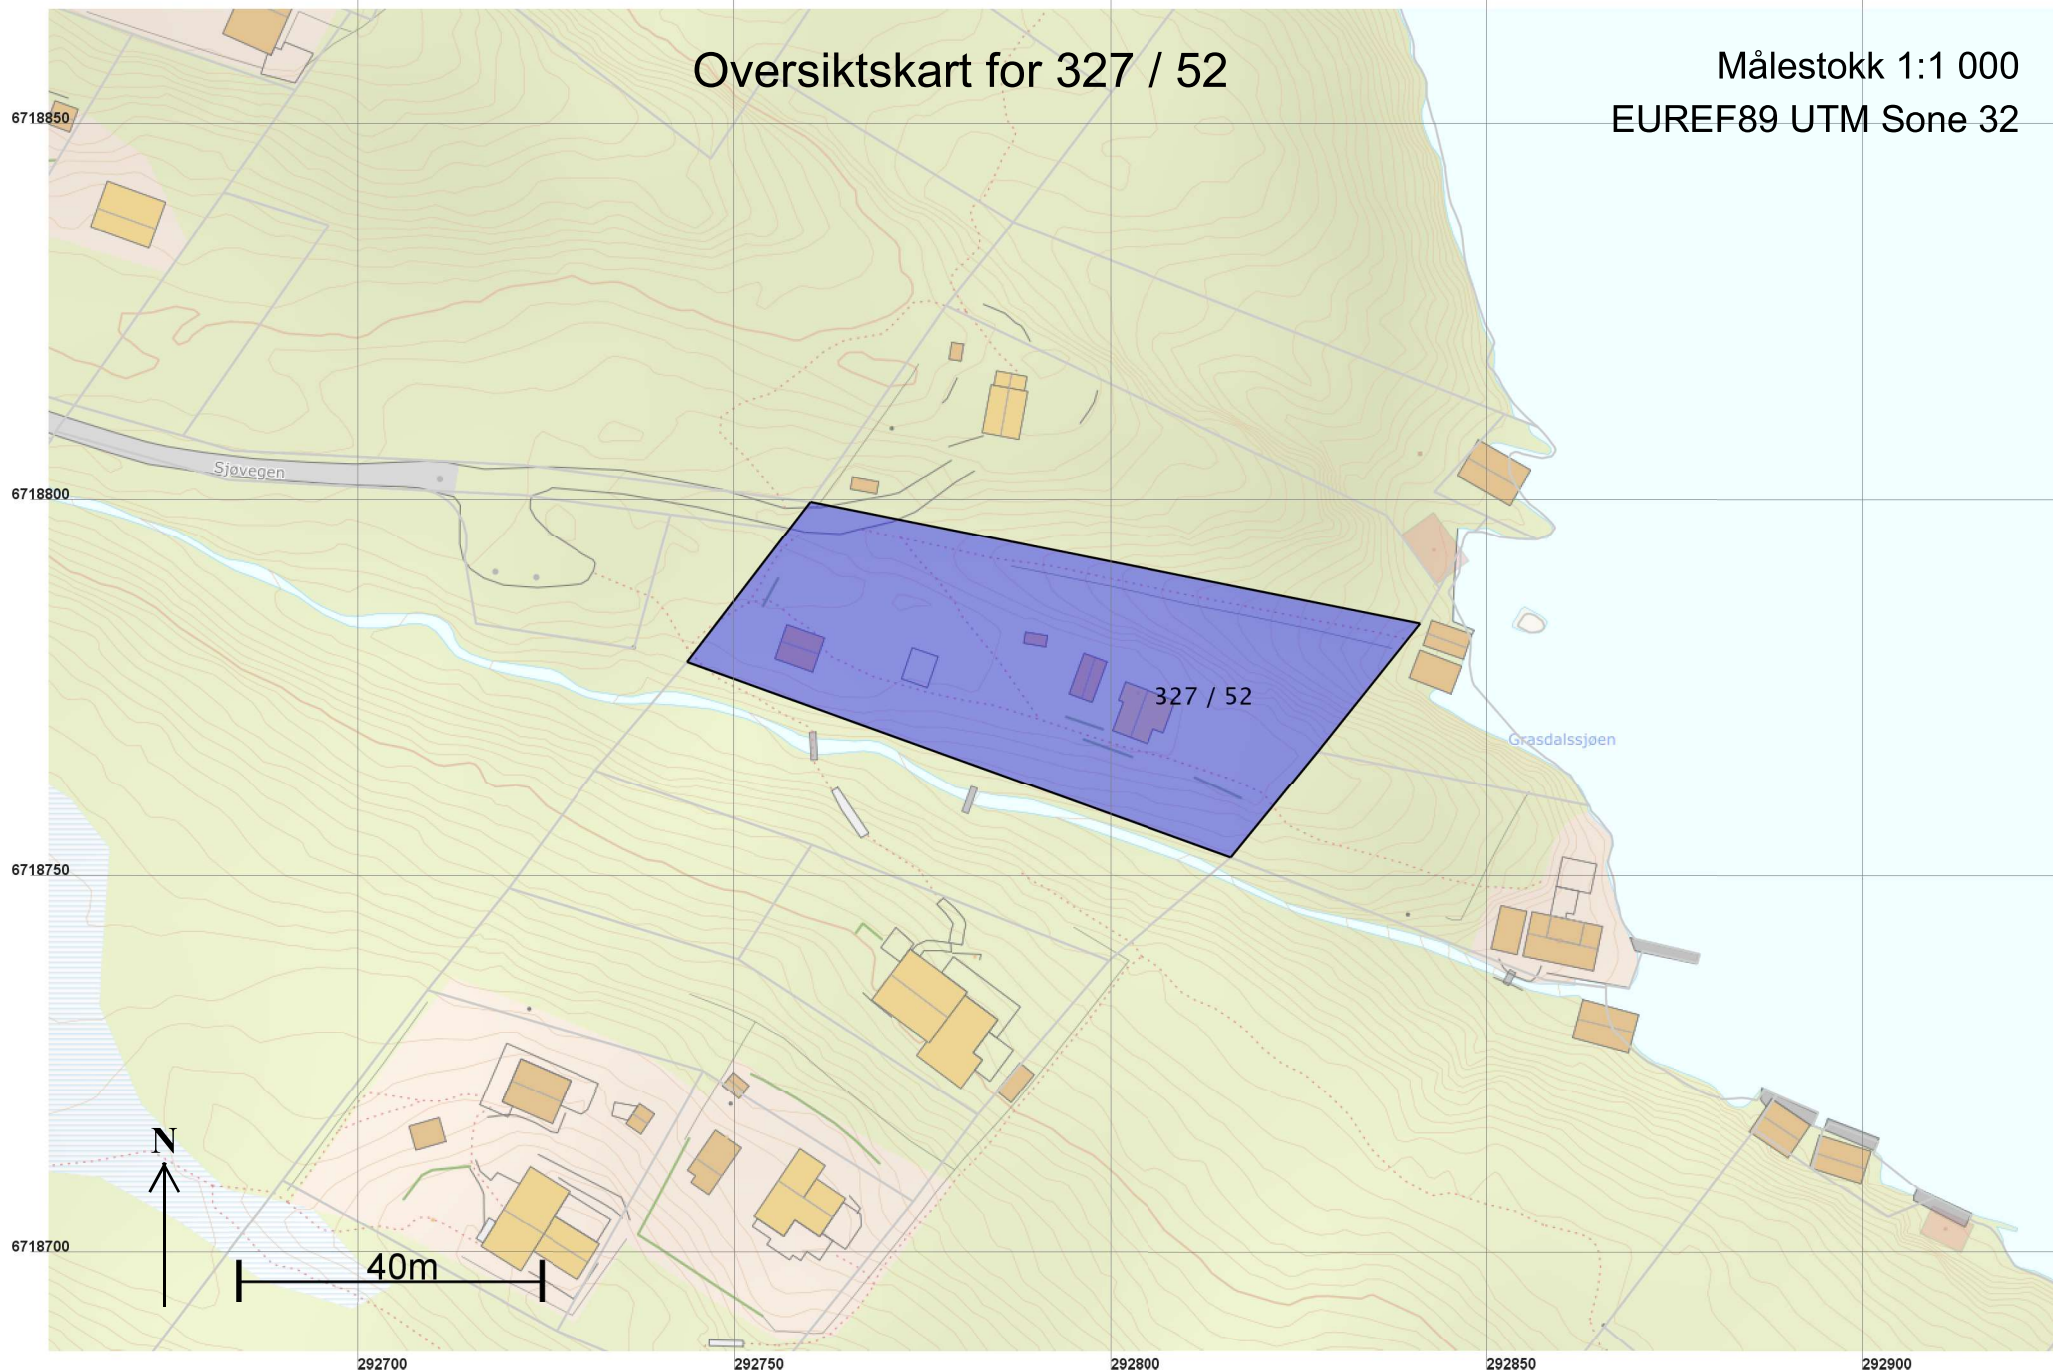 Oversiktskart for 327 / 52
Målestokk 1:1 000
EUREF89 UTM Sone 32
6718850
Sjøvegen
6718800
327 / 52
Grasdalssjøen
6718750
N
6718700
40m
292700
292750
292800
292850
292900